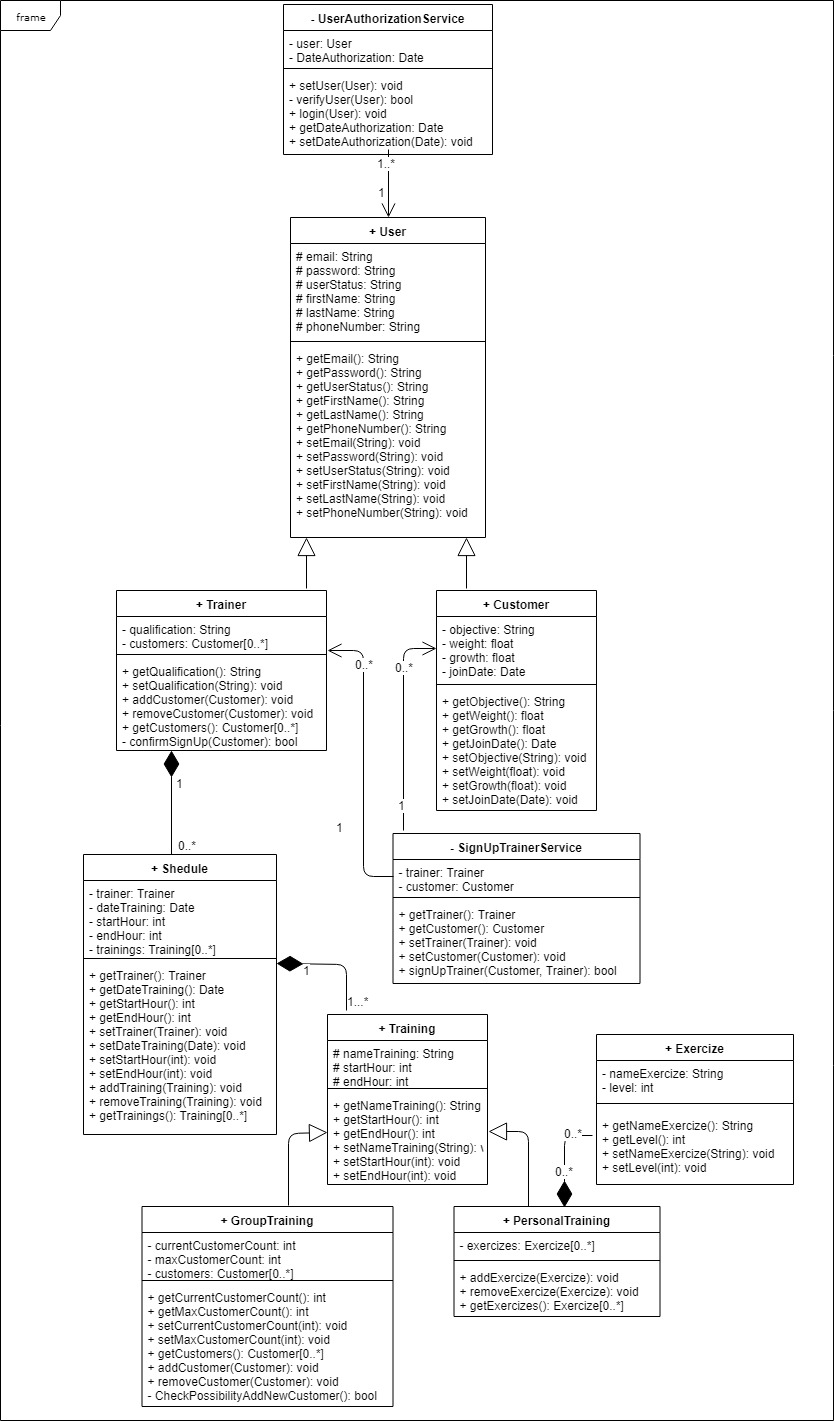 frame
- UserAuthorizationService
- user: User
- DateAuthorization: Date
+ setUser(User): void
- verifyUser(User): bool
+ login(User): void
+ getDateAuthorization: Date
+ setDateAuthorization(Date): void
1..*
1
+ User
# email: String
# password: String
# userStatus: String
# firstName: String
# lastName: String
# phoneNumber: String
+ getEmail(): String
+ getPassword(): String
+ getUserStatus(): String
+ getFirstName(): String
+ getLastName(): String
+ getPhoneNumber(): String
+ setEmail(String): void
+ setPassword(String): void
+ setUserStatus(String): void
+ setFirstName(String): void
+ setLastName(String): void
+ setPhoneNumber(String): void
+ Trainer
- qualification: String
- customers: Customer[0..*]
+ getQualification(): String
+ setQualification(String): void
+ addCustomer(Customer): void
+ removeCustomer(Customer): void
+ getCustomers(): Customer[0..*]
- confirmSignUp(Customer): bool
0..*
0..*
+ Customer
- objective: String
- weight: float
- growth: float
- joinDate: Date
+ getObjective(): String
+ getWeight(): float
+ getGrowth(): float
+ getJoinDate(): Date
+ setObjective(String): void
+ setWeight(float): void
+ setGrowth(float): void
+ setJoinDate(Date): void
1
1
1
0..*
- SignUpTrainerService
- trainer: Trainer
- customer: Customer
+ getTrainer(): Trainer
+ getCustomer(): Customer
+ setTrainer(Trainer): void
+ setCustomer(Customer): void
+ signUpTrainer(Customer, Trainer): bool
+ Shedule
- trainer: Trainer
- dateTraining: Date
- startHour: int
- endHour: int
- trainings: Training[0..*]
+ getTrainer(): Trainer
+ getDateTraining(): Date
+ getStartHour(): int
+ getEndHour(): int
+ setTrainer(Trainer): void
+ setDateTraining(Date): void
+ setStartHour(int): void
+ setEndHour(int): void
+ addTraining(Training): void
+ removeTraining(Training): void
+ getTrainings(): Training[0..*]
1
1...*
+ Training
# nameTraining: String
# startHour: int
# endHour: int
+ getNameTraining(): String
+ getStartHour(): int
+ getEndHour(): int
+ setNameTraining(String):
+ setStartHour(int): void
+ setEndHour(int): void
+ Exercize
- nameExercize: String
- level: int
+ getNameExercize(): String
+ getLevel(): int
+ setNameExercize(String): void
+ setLevel(int): void
0..*
0..*
+ GroupTraining
- currentCustomerCount: int
- maxCustomerCount: int
- customers: Customer[0..*]
+ getCurrentCustomerCount(): int
+ getMaxCustomerCount(): int
+ setCurrentCustomerCount(int): void
+ setMaxCustomerCount(int): void
+ getCustomers(): Customer[0..*]
+ addCustomer(Customer): void
+ removeCustomer(Customer): void
- CheckPossibilityAddNewCustomer(): bool
+ PersonalTraining
- exercizes: Exercize[0..*]
+ addExercize(Exercize): void
+ removeExercize(Exercize): void
+ getExercizes(): Exercize[0..*]